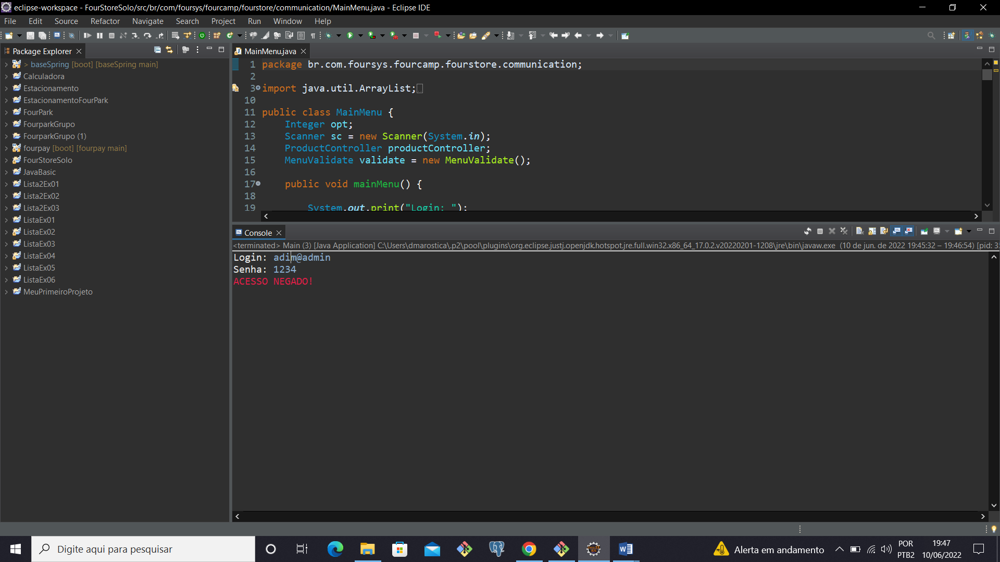 eclipse-workspace - FourStoreSolo/src/br/com/foursys/fourcamp/fourstore/communication/MainMenu.java - Eclipse IDE
File Edit Source Refactor Navigate Search Project Run Window Help
Package Explorer
> baseSpring [boot] [baseSpring main]
Calculadora
Estacionamento
EstacionamentoFourPark
FourPark
FourparkGrupo
FourparkGrupo (1)
fourpay [boot] [fourpay main]
FourStoreSolo
JavaBasic
Lista2Ex01
Lista2Ex02
Lista2Ex03
ListaEx01
ListaEx02
ListaEx03
ListaEx04
ListaEx05
ListaEx06
MeuPrimeiroProjeto
MainMenu.java
1 package br.com.foursys.fourcamp.fourstore.communication;
2
3 import java.util.ArrayList;
10
11 public class MainMenu {
12 Integer opt;
13 Scanner sc = new Scanner(System.in);
14 ProductController productController;
15 MenuValidate validate = new MenuValidate();
16
17 public void mainMenu() {
18
19 System.out.print("Login: ");
Console
<terminated> Main (3) [Java Application] C:\Users\dmarostica\.p2\pool\plugins\org.eclipse.justj.openjdk.hotspot.jre.full.win32.x86_64_17.0.2.v20220201-1208\jre\bin\javaw.exe (10 de jun. de 2022 19:45:32 – 19:46:54) [pid: 3
Login: adim@admin
Senha: 1234
ACESSO NEGADO!
Digite aqui para pesquisar
Alerta em andamento
POR
PTB2
19:47
10/06/2022